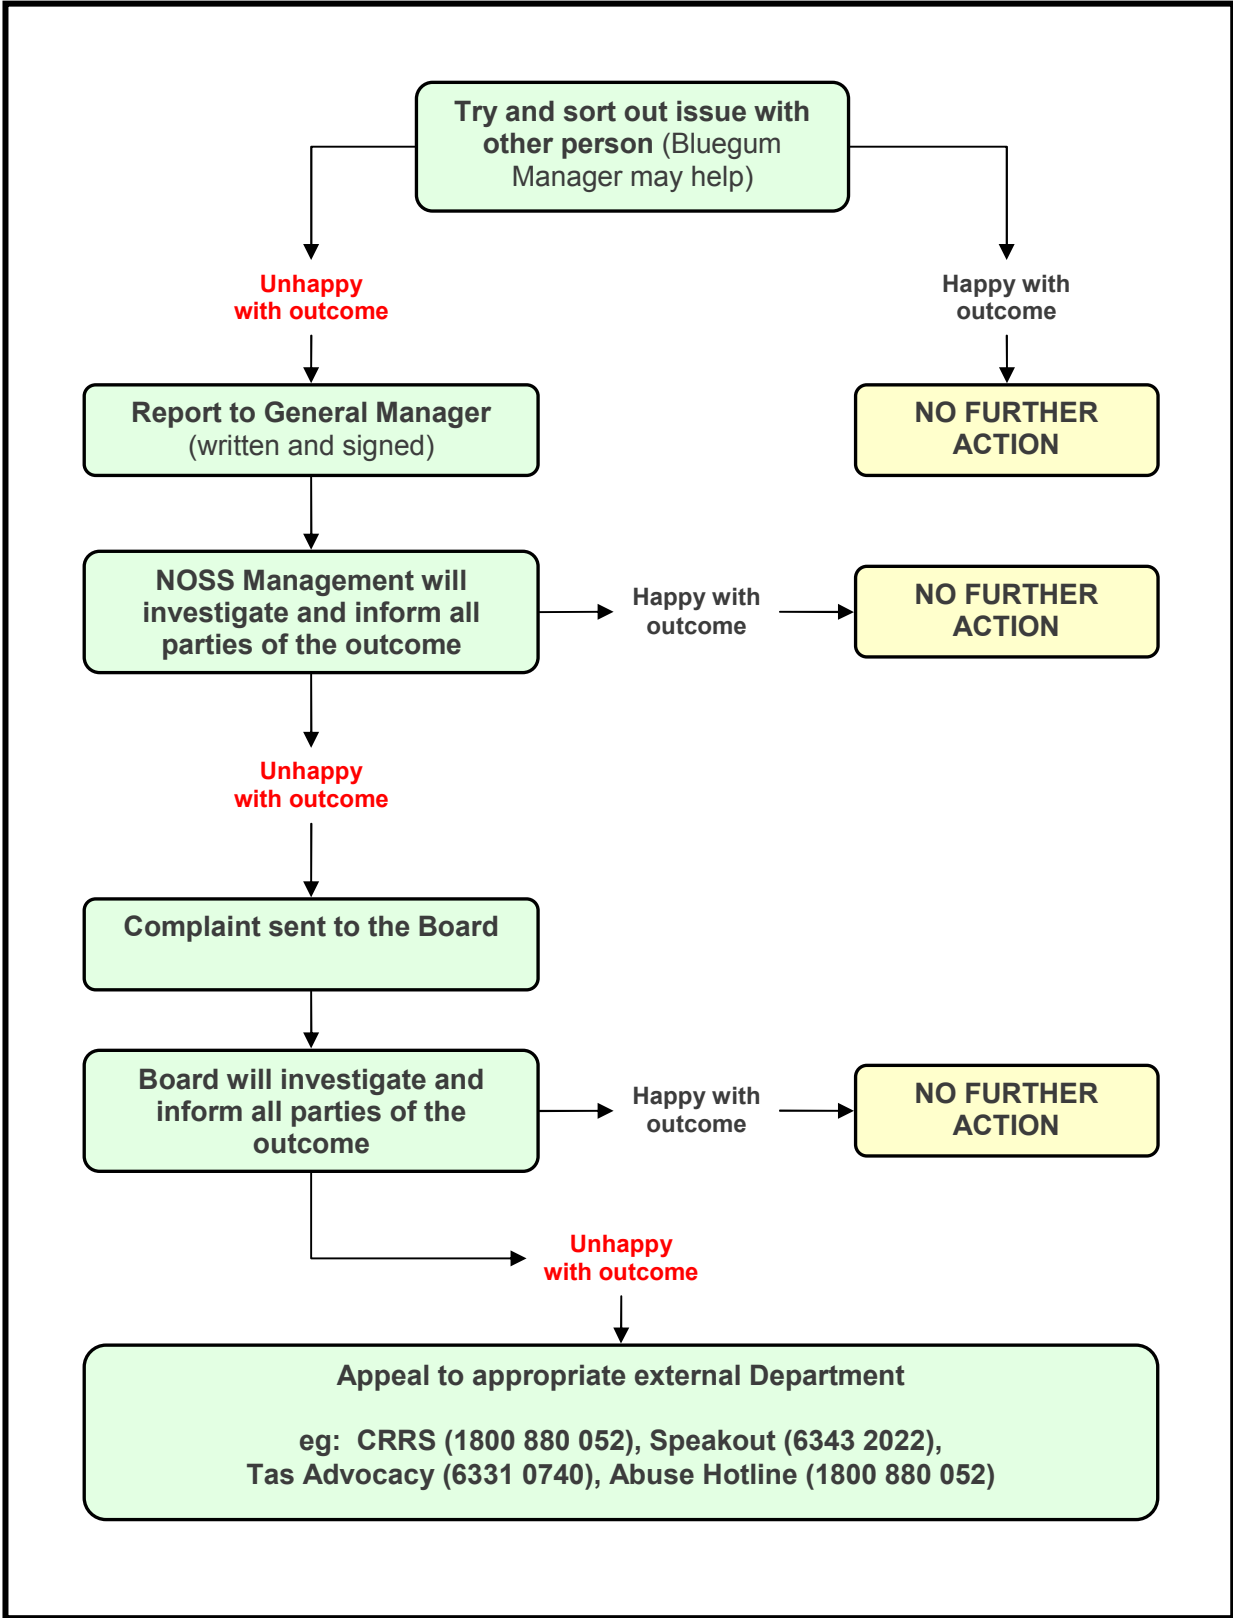 Try and sort out issue with
other person (Bluegum
Manager may help)
Unhappy
with outcome
Happy with
outcome
Report to General Manager
(written and signed)
NO FURTHER
ACTION
NOSS Management will
investigate and inform all
parties of the outcome
Happy with
outcome
NO FURTHER
ACTION
Unhappy
with outcome
Complaint sent to the Board
Board will investigate and
inform all parties of the
outcome
Happy with
outcome
NO FURTHER
ACTION
Unhappy
with outcome
Appeal to appropriate external Department
eg: CRRS (1800 880 052), Speakout (6343 2022),
Tas Advocacy (6331 0740), Abuse Hotline (1800 880 052)